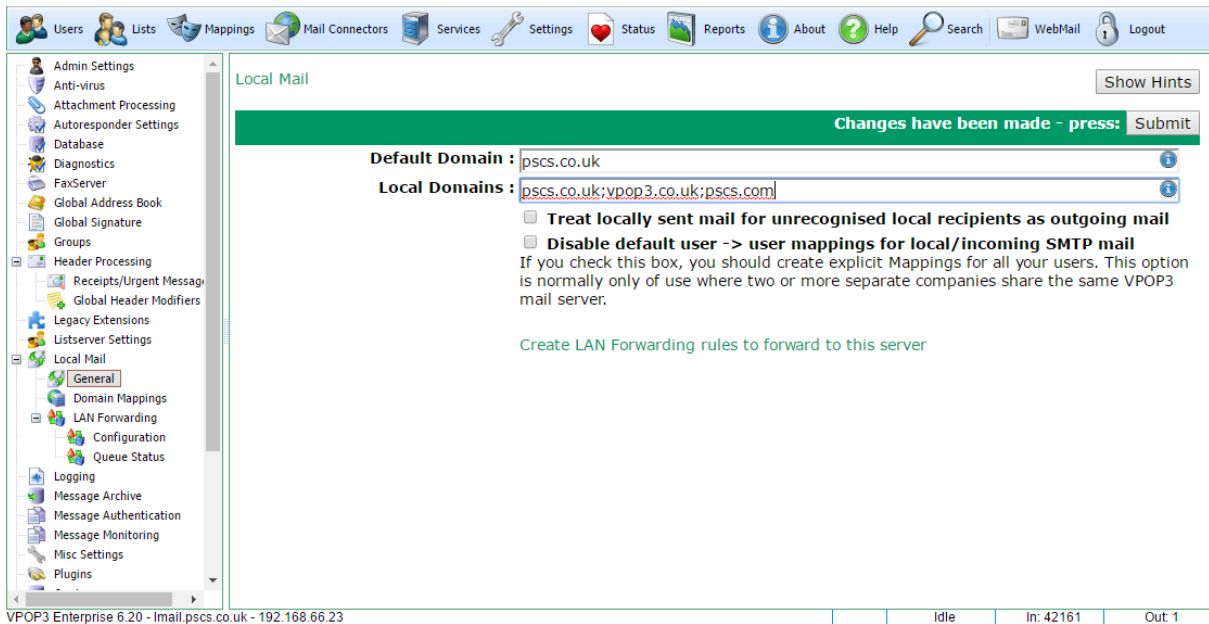 Users Lists Mappings Mail Connectors Services Settings Status Reports About Help Search WebMail Logout
Admin Settings
Anti-virus
Attachment Processing
Autoresponder Settings
Database
Diagnostics
FaxServer
Global Address Book
Global Signature
Groups
Header Processing
Receipts/Urgent Message
Global Header Modifiers
Legacy Extensions
Listserver Settings
Local Mail
General
Domain Mappings
LAN Forwarding
Configuration
Queue Status
Logging
Message Archive
Message Authentication
Message Monitoring
Misc Settings
Plugins
Local Mail
Show Hints
Changes have been made - press: Submit
Default Domain : pscs.co.uk
Local Domains : pscs.co.uk;vpop3.co.uk;pscs.com
Treat locally sent mail for unrecognised local recipients as outgoing mail
Disable default user -> user mappings for local/incoming SMTP mail
If you check this box, you should create explicit Mappings for all your users. This option
is normally only of use where two or more separate companies share the same VPOP3
mail server.
Create LAN Forwarding rules to forward to this server
VPOP3 Enterprise 6.20 - lmail.pscs.co.uk - 192.168.66.23 Idle In: 42161 Out: 1